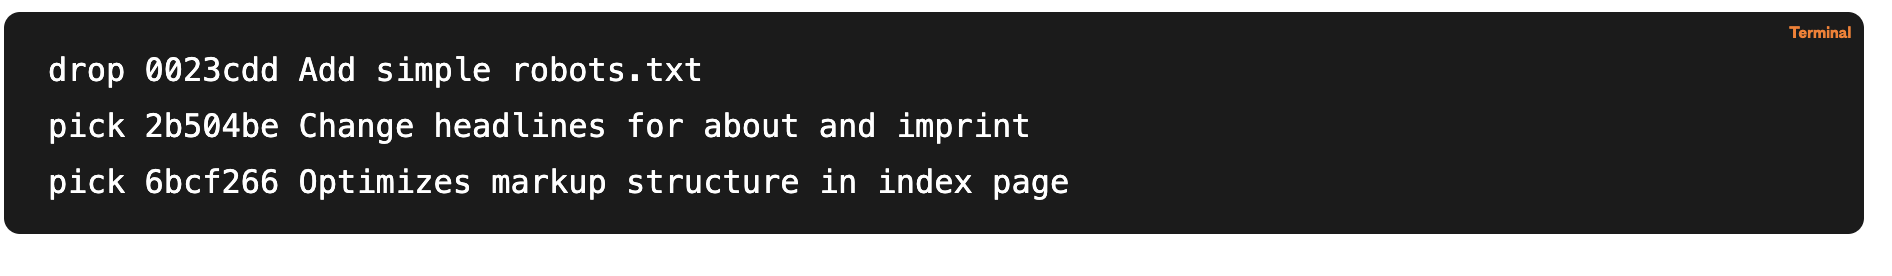 Terminal
drop 0023cdd Add simple robots.txt
pick 2b504be Change headlines for about and imprint
pick 6bcf266 Optimizes markup structure in index page